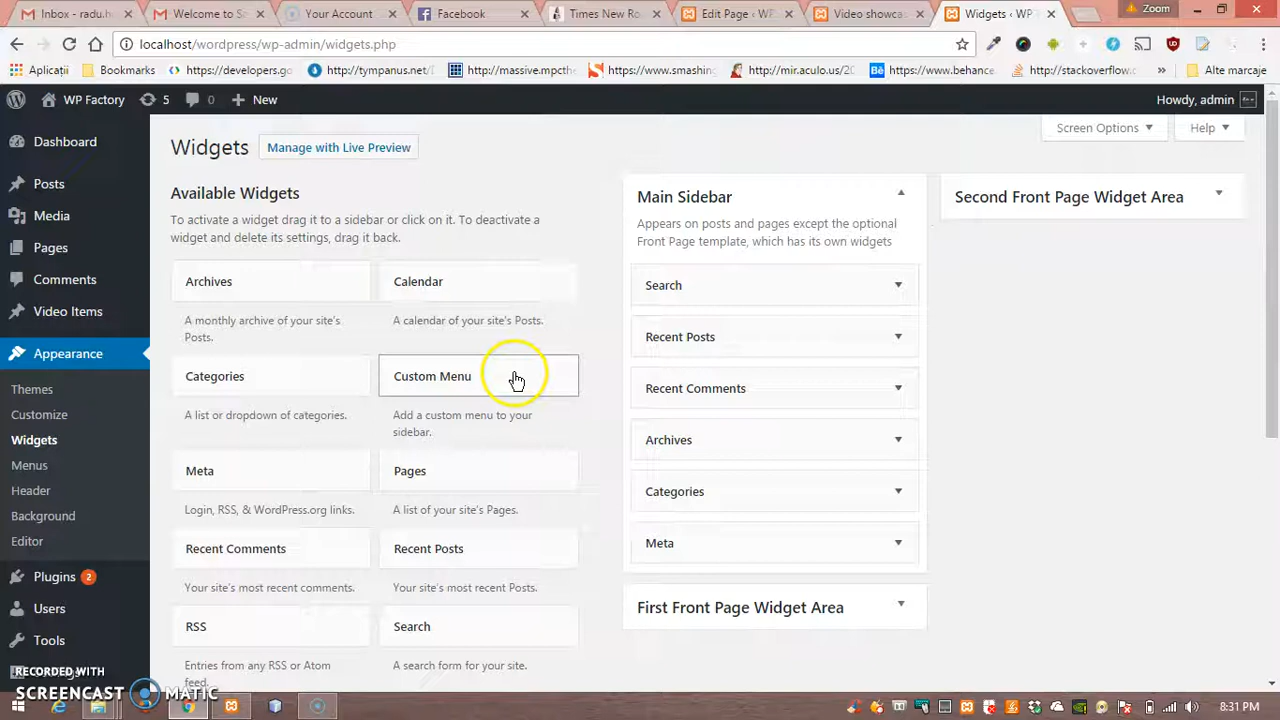 Inbox - radu.he
Welcome to S
Your Account
Facebook
Times New Ro
Edit Page ‹ WP
Video showca
Widgets ‹ WP
Zoom
localhost/wordpress/wp-admin/widgets.php
Aplicații
Bookmarks
https://developers.go
http://tympanus.net/
http://massive.mpcthe
https://www.smashing
http://mir.aculo.us/20
https://www.behance
http://stackoverflow.c
»
Alte marcaje
WP Factory
5
0
+ New
Howdy, admin
Dashboard
Posts
Media
Pages
Comments
Video Items
Appearance
Themes
Customize
Widgets
Menus
Header
Background
Editor
Plugins 2
Users
Tools
Screen Options
Help
Widgets
Manage with Live Preview
Available Widgets
To activate a widget drag it to a sidebar or click on it. To deactivate a
widget and delete its settings, drag it back.
Archives
A monthly archive of your site's
Posts.
Calendar
A calendar of your site's Posts.
Categories
A list or dropdown of categories.
Custom Menu
Add a custom menu to your
sidebar.
Meta
Login, RSS, & WordPress.org links.
Pages
A list of your site's Pages.
Recent Comments
Your site's most recent comments.
Recent Posts
Your site's most recent Posts.
RSS
Entries from any RSS or Atom
feed.
Search
A search form for your site.
Main Sidebar
Appears on posts and pages except the optional
Front Page template, which has its own widgets
Search
Recent Posts
Recent Comments
Archives
Categories
Meta
First Front Page Widget Area
Second Front Page Widget Area
RECORDED WITH
SCREENCAST MATIC
8:31 PM